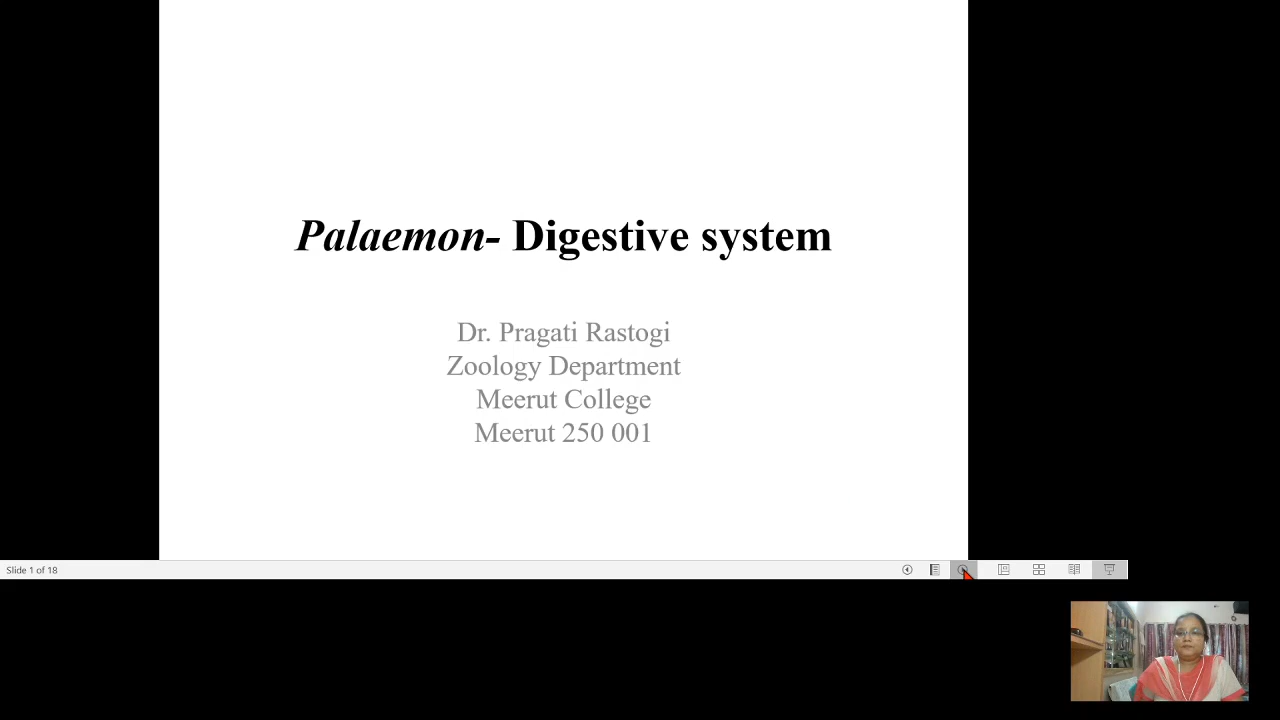 Palaemon- Digestive system
Dr. Pragati Rastogi
Zoology Department
Meerut College
Meerut 250 001
Slide 1 of 18